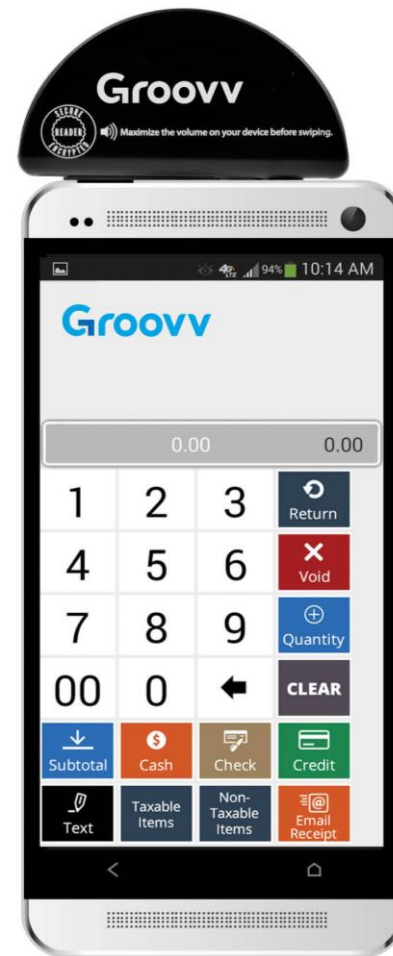 Groovv
SECURE
READER
ENCRYPTED
Maximize the volume on your device before swiping.
4G LTE 94% 10:14 AM
Groovv
0.00 0.00
1 2 3 Return
4 5 6 Void
7 8 9 Quantity
00 0 CLEAR
Subtotal Cash Check Credit
Text Taxable Items Non-Taxable Items Email Receipt